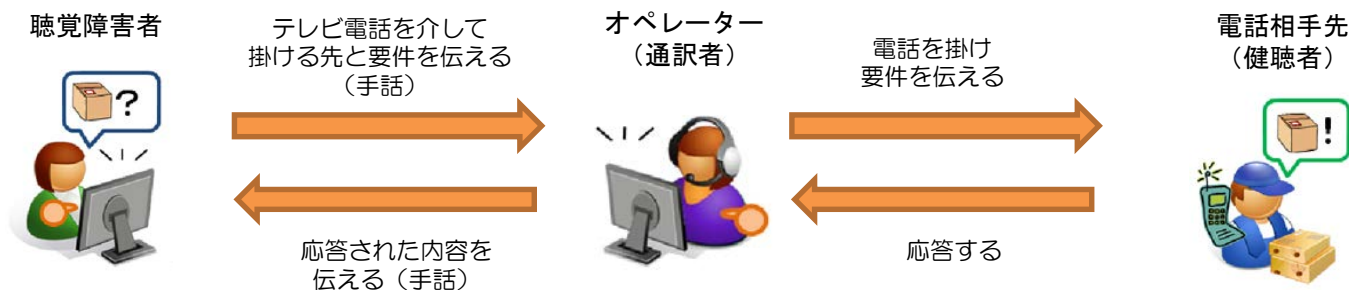 聴覚障害者
テレビ電話を介して
掛ける先と要件を伝える
（手話）
オペレーター
（通訳者）
電話を掛け
要件を伝える
電話相手先
（健聴者）
?
!
応答された内容を
伝える（手話）
応答する